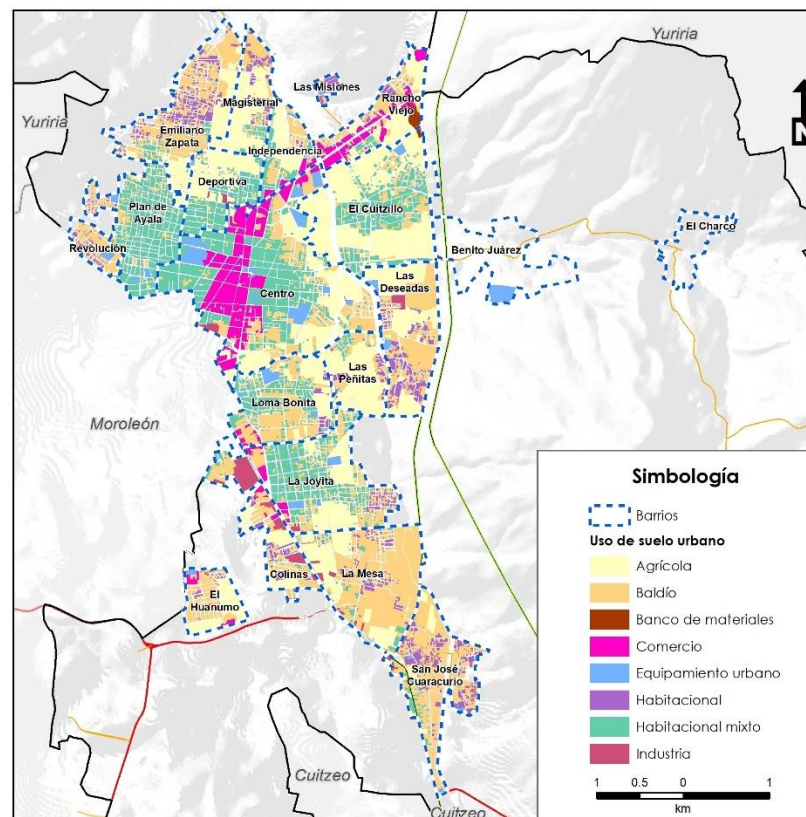 Yuriria
Las Misiones
Rancho
Viejo
Magisterial
Emiliano
Zapata
Yuriria
N
Independencia
Deportiva
Plan de
Ayala
El Cuitzillo
El Charco
Revolución
Benito Juárez
Las
Deseadas
Centro
Las
Peñitas
Loma Bonita
Moroleón
La Joyita
Colinas
La Mesa
El
Huanumo
San José
Cuaracurio
Cuitzeo
Cuitzeo
Simbología
Barrios
Uso de suelo urbano
Agrícola
Baldío
Banco de materiales
Comercio
Equipamiento urbano
Habitacional
Habitacional mixto
Industria
1 0.5 0 1
km